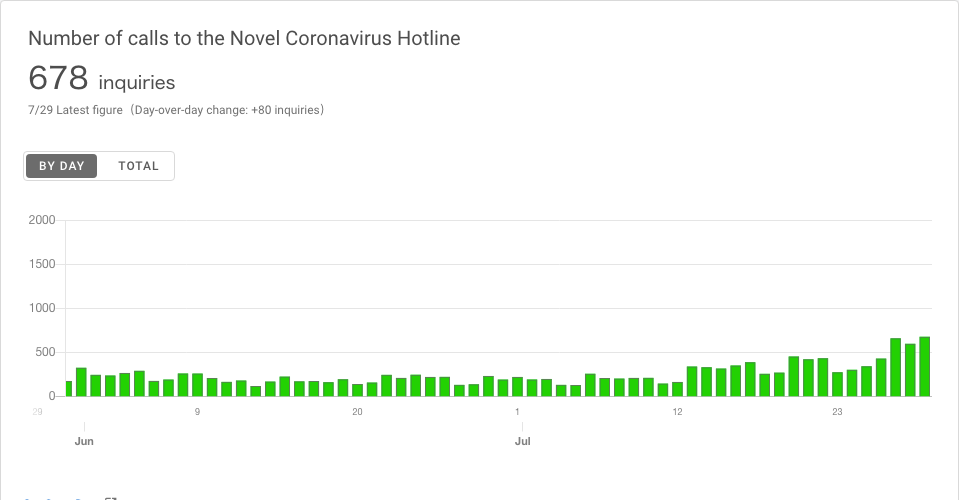 Number of calls to the Novel Coronavirus Hotline
678 inquiries
7/29 Latest figure（Day-over-day change: +80 inquiries）
BY DAY TOTAL
2000
1500
1000
500
0
29 9 20 1 12 23
Jun Jul